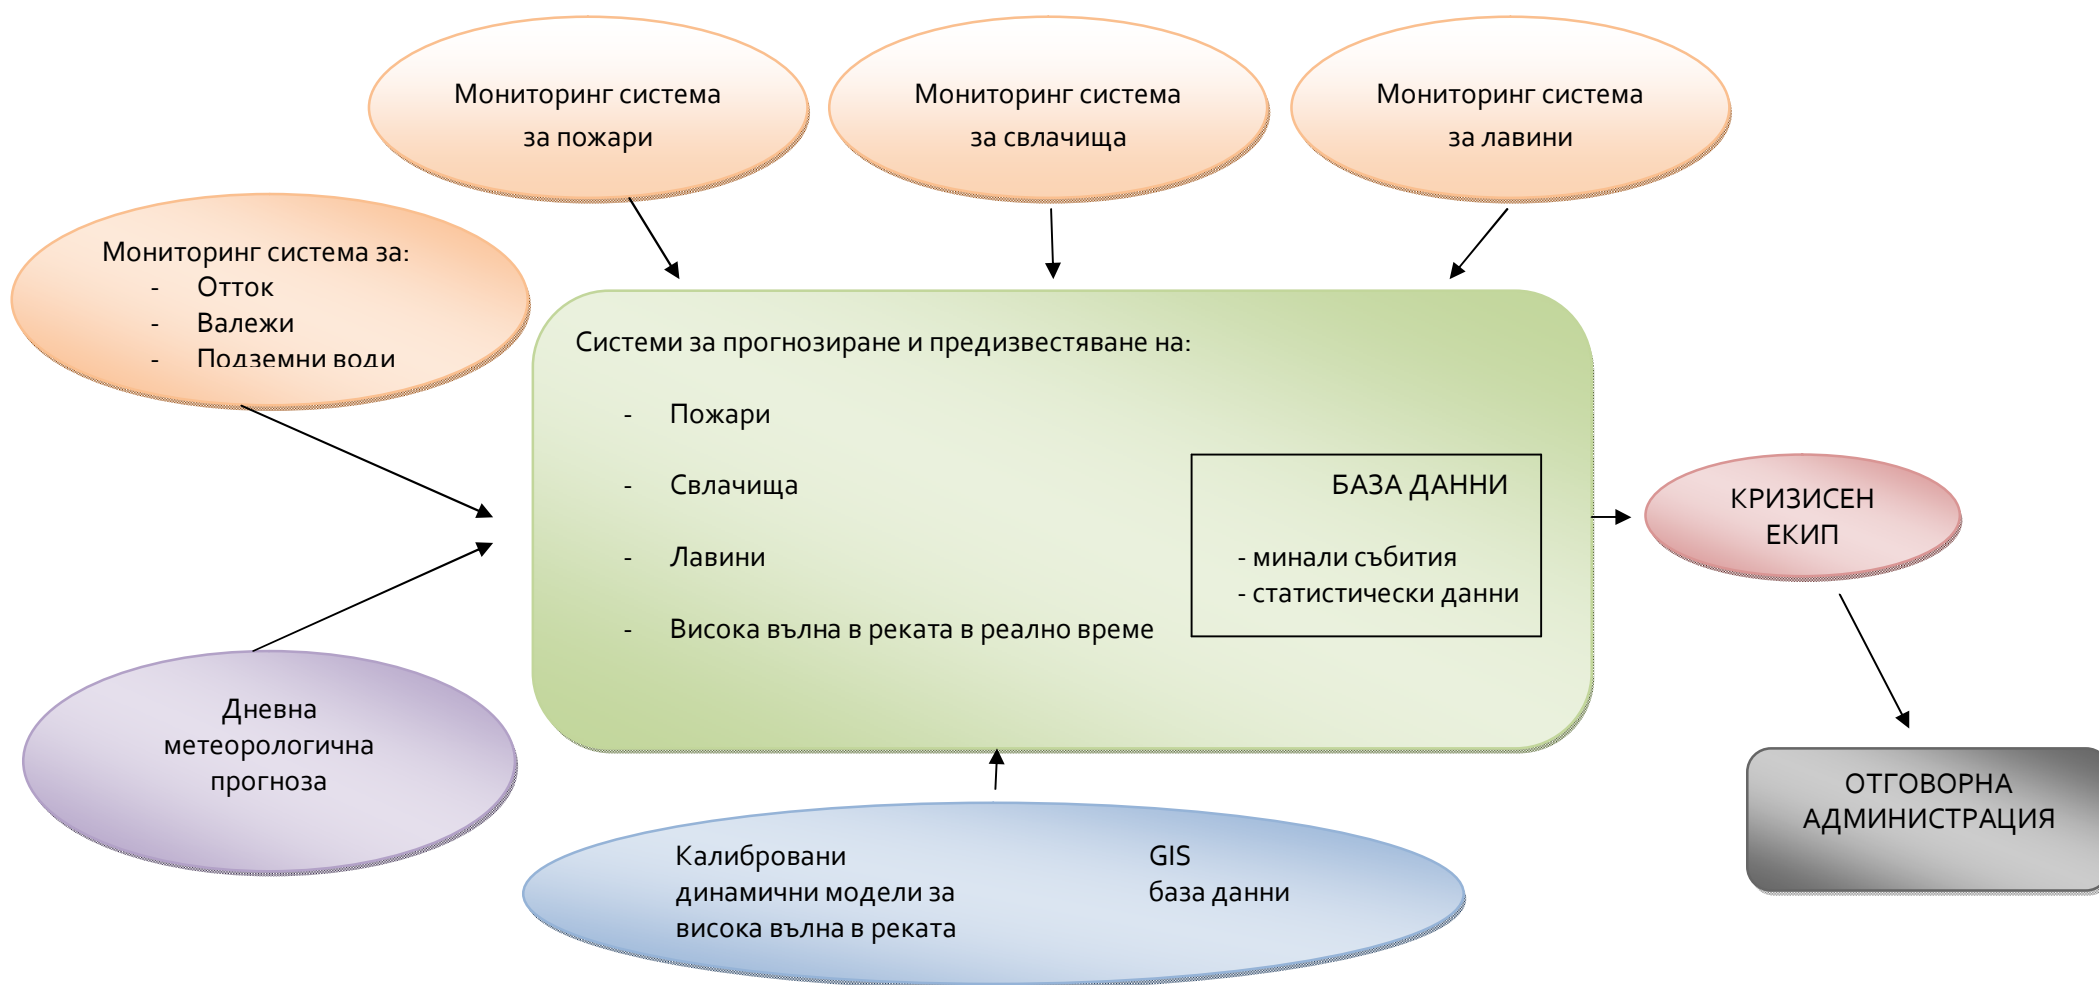 Мониторинг система
за пожари
Мониторинг система
за свлачища
Мониторинг система
за лавини
Мониторинг система за:
- Отток
- Валежи
- Подземни води
Системи за прогнозиране и предизвестяване на:
- Пожари
- Свлачища
- Лавини
- Висока вълна в реката в реално време
БАЗА ДАННИ
- минали събития
- статистически данни
КРИЗИСЕН
ЕКИП
Дневна
метеорологична
прогноза
ОТГОВОРНА
АДМИНИСТРАЦИЯ
Калибровани
динамични модели за
висока вълна в реката
GIS
база данни